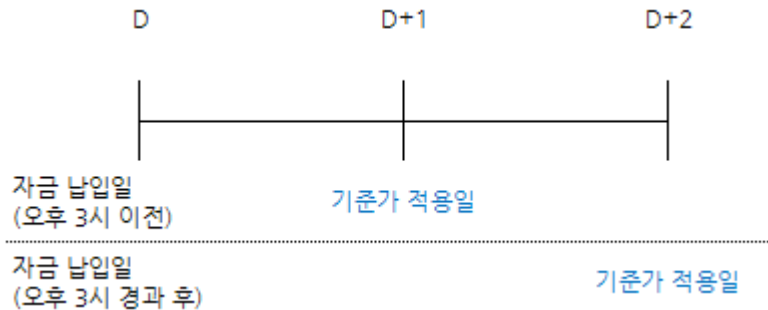 D D+1 D+2
자금 납입일
(오후 3시 이전)
기준가 적용일
자금 납입일
(오후 3시 경과 후)
기준가 적용일